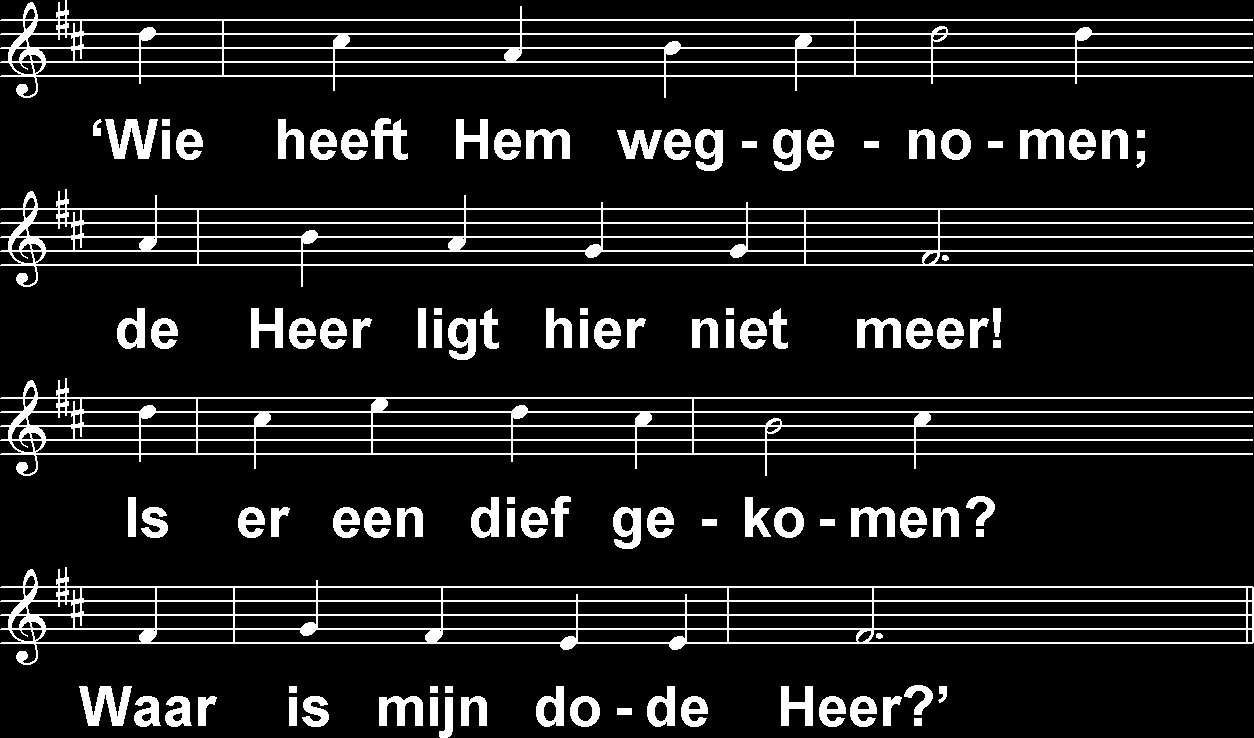 ‘Wie heeft Hem weg - ge - no - men;
de Heer ligt hier niet meer!
Is er een dief ge - ko - men?
Waar is mijn do - de Heer?’